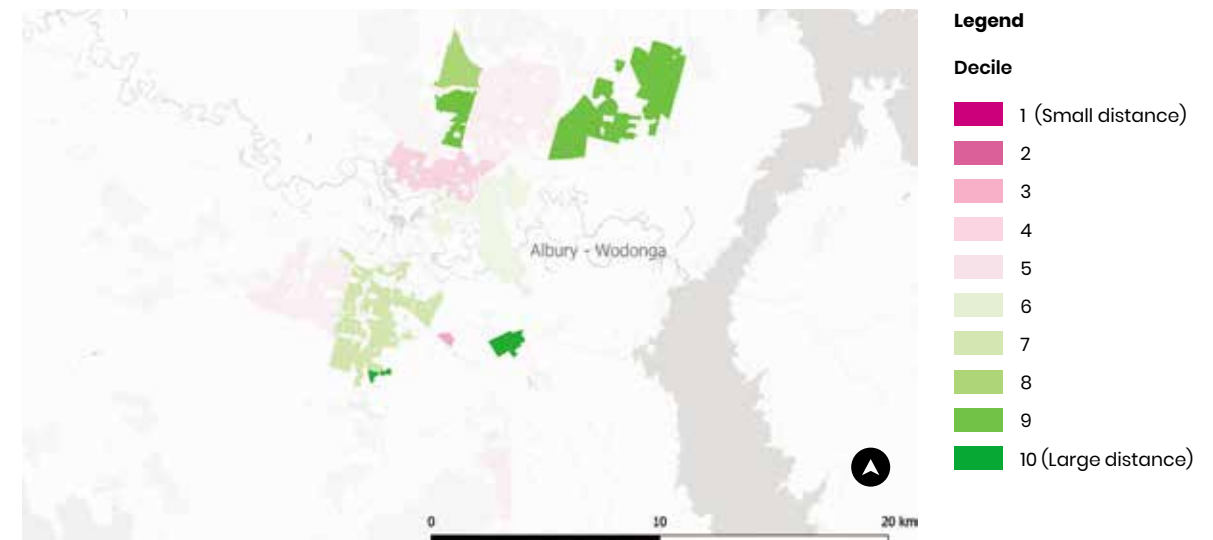 Legend
Decile
1 (Small distance)
2
3
4
5
6
7
8
9
10 (Large distance)
Albury - Wodonga
0 10 20 km